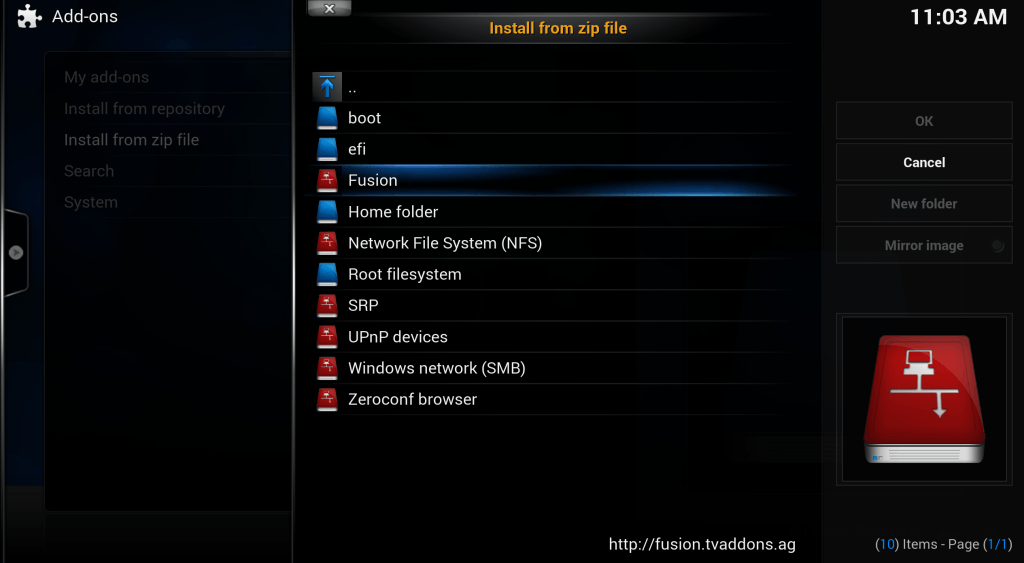 Add-ons
My add-ons
Install from repository
Install from zip file
Search
System
Install from zip file
..
boot
efi
Fusion
Home folder
Network File System (NFS)
Root filesystem
SRP
UPnP devices
Windows network (SMB)
Zeroconf browser
http://fusion.tvaddons.ag
11:03 AM
OK
Cancel
New folder
Mirror image
(10) Items - Page (1/1)